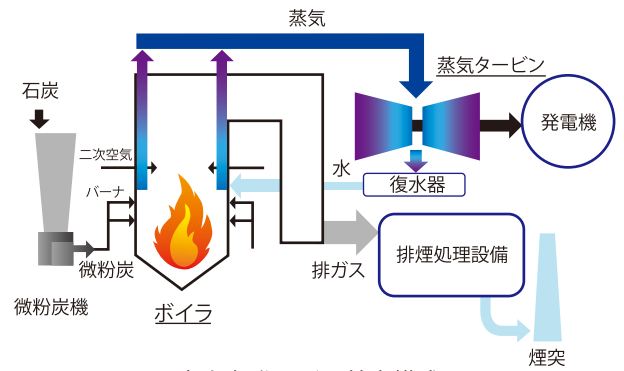 蒸気
蒸気タービン
石炭
発電機
二次空気
水
復水器
バーナ
微粉炭
排ガス
排煙処理設備
微粉炭機
ボイラ
煙突